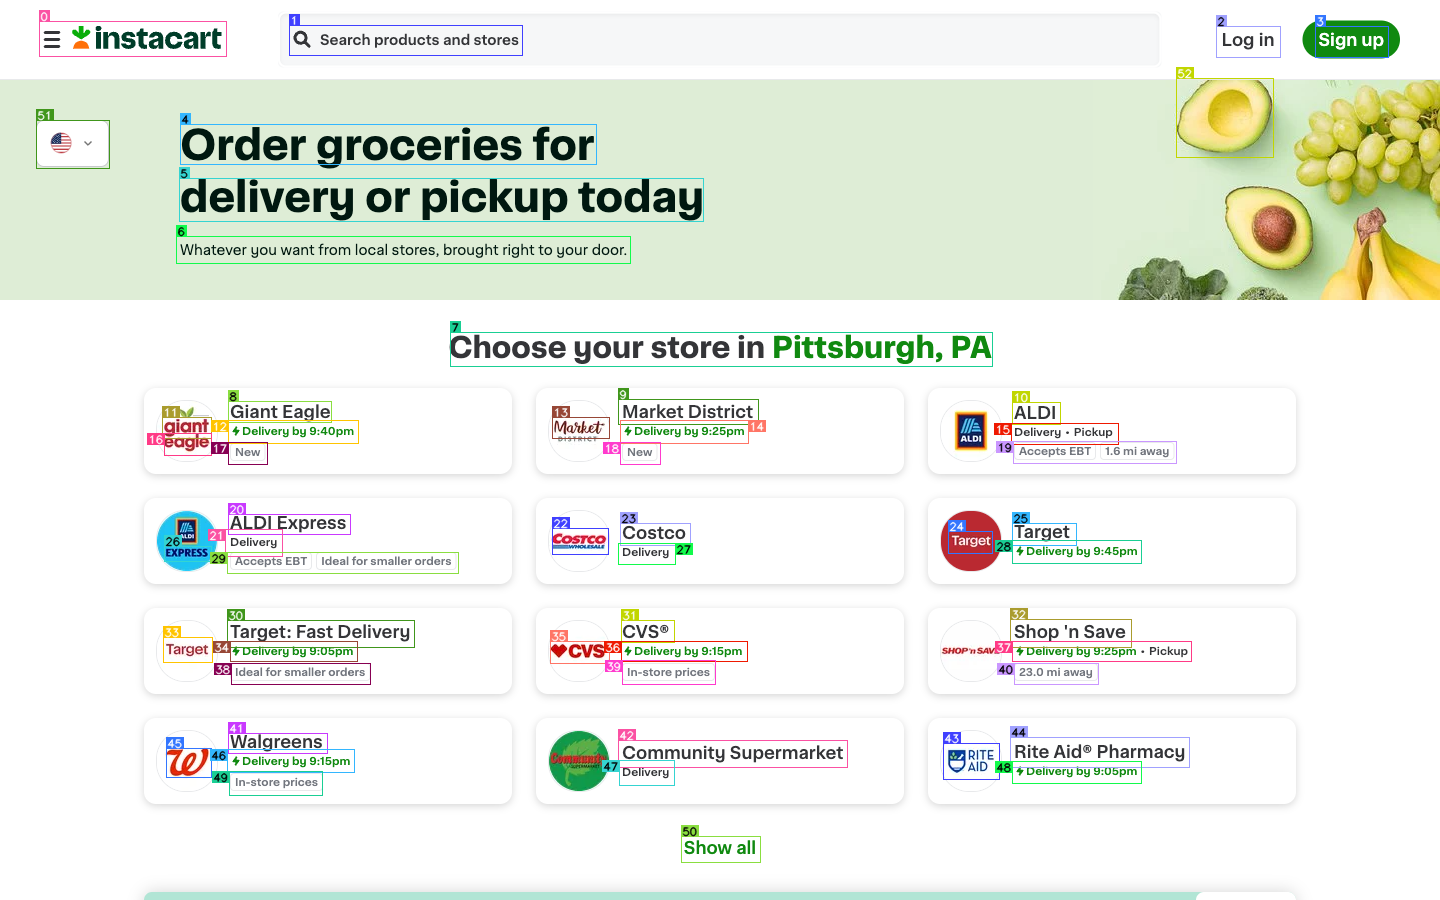 instacart
Search products and stores
Log in
Sign up
Order groceries for
delivery or pickup today
Whatever you want from local stores, brought right to your door.
Choose your store in Pittsburgh, PA
giant
eagle
Giant Eagle
Delivery by 9:40pm
New
Market
DISTRICT
Market District
Delivery by 9:25pm
New
ALDI
ALDI
Delivery • Pickup
Accepts EBT
1.6 mi away
ALDI
EXPRESS
ALDI Express
Delivery
Accepts EBT
Ideal for smaller orders
COSTCO
WHOLESALE
Costco
Delivery
Target
Target
Delivery by 9:45pm
Target
Target: Fast Delivery
Delivery by 9:05pm
Ideal for smaller orders
CVS
CVS®
Delivery by 9:15pm
In-store prices
SHOP 'n SAVE
Shop 'n Save
Delivery by 9:25pm • Pickup
23.0 mi away
W
Walgreens
Delivery by 9:15pm
In-store prices
Community Supermarket
Delivery
RITE
AID
Rite Aid® Pharmacy
Delivery by 9:05pm
Show all
0
1
2
3
4
5
6
7
8
9
10
11
12
13
14
15
16
17
18
19
20
21
22
23
24
25
26
27
28
29
30
31
32
33
34
35
36
37
38
39
40
41
42
43
44
45
46
47
48
49
50
51
52